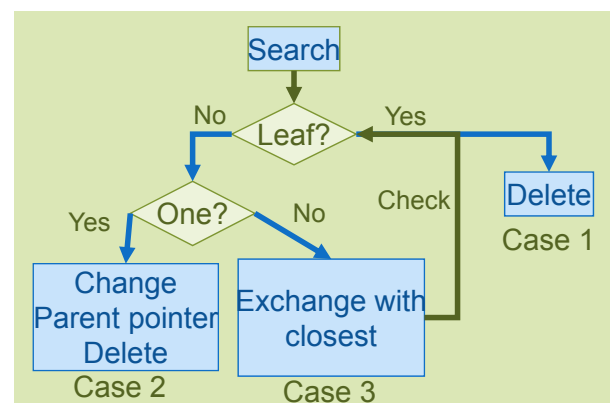 Search
No
Yes
Leaf?
Yes
One?
No
Check
Delete
Case 1
Change
Parent pointer
Delete
Exchange with
closest
Case 2
Case 3